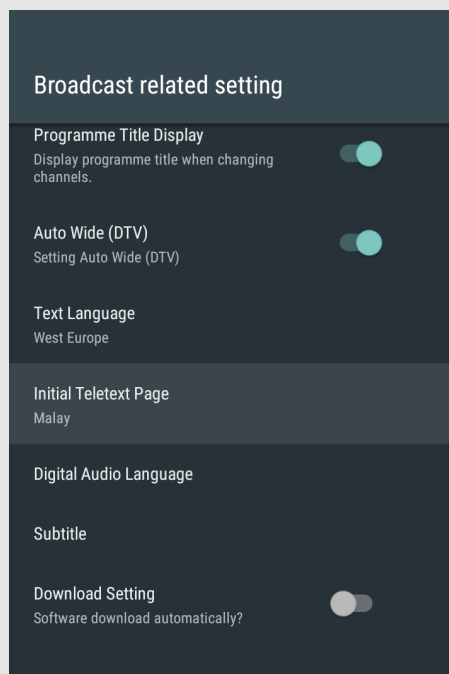 Broadcast related setting
Programme Title Display
Display programme title when changing
channels.
Auto Wide (DTV)
Setting Auto Wide (DTV)
Text Language
West Europe
Initial Teletext Page
Malay
Digital Audio Language
Subtitle
Download Setting
Software download automatically?